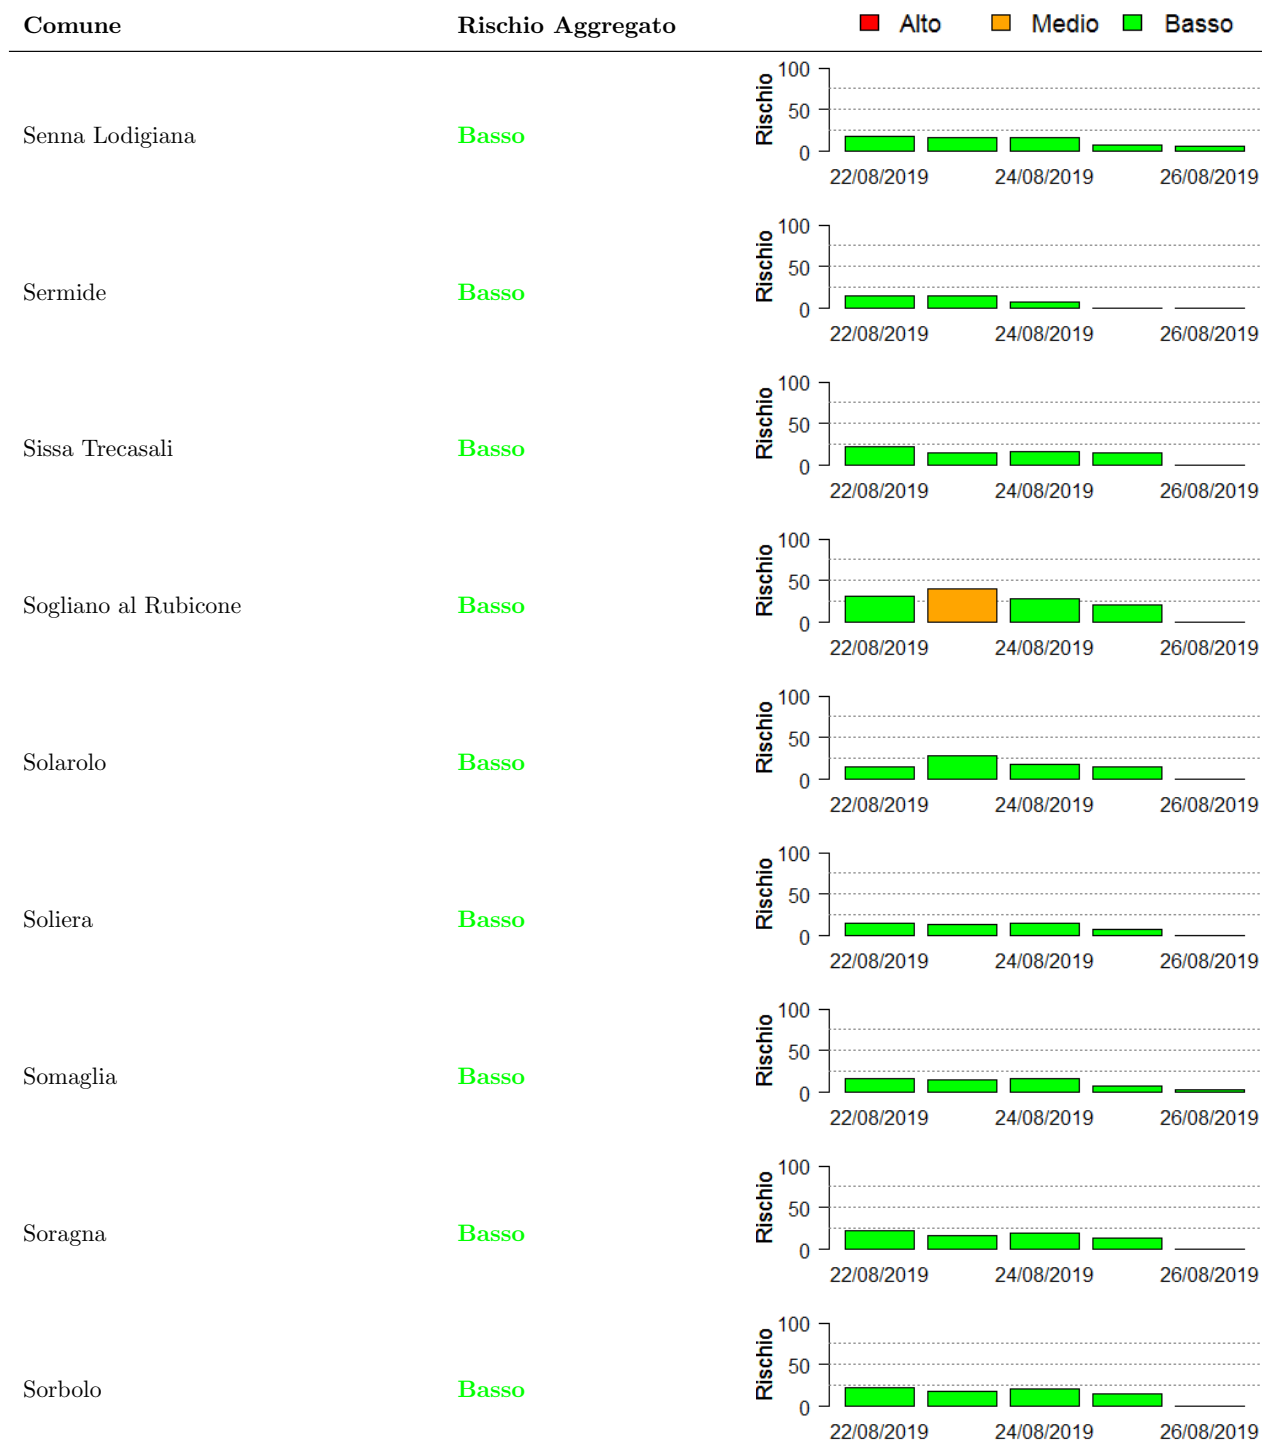 Comune Rischio Aggregato Alto Medio Basso
Senna Lodigiana Basso
Rischio
100
50
0
22/08/2019 24/08/2019 26/08/2019
Sermide Basso
Rischio
100
50
0
22/08/2019 24/08/2019 26/08/2019
Sissa Trecasali Basso
Rischio
100
50
0
22/08/2019 24/08/2019 26/08/2019
Sogliano al Rubicone Basso
Rischio
100
50
0
22/08/2019 24/08/2019 26/08/2019
Solarolo Basso
Rischio
100
50
0
22/08/2019 24/08/2019 26/08/2019
Soliera Basso
Rischio
100
50
0
22/08/2019 24/08/2019 26/08/2019
Somaglia Basso
Rischio
100
50
0
22/08/2019 24/08/2019 26/08/2019
Soragna Basso
Rischio
100
50
0
22/08/2019 24/08/2019 26/08/2019
Sorbolo Basso
Rischio
100
50
0
22/08/2019 24/08/2019 26/08/2019